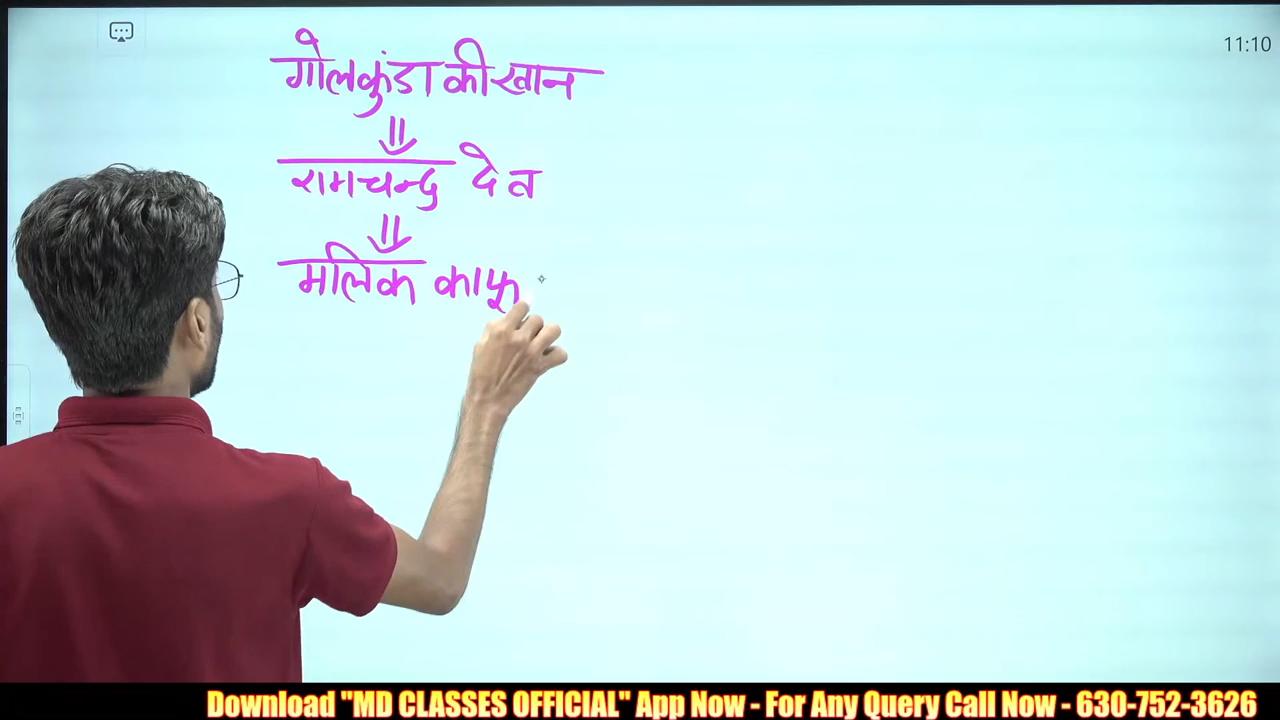 11:10
गोलकुंडा की खान
रामचन्द्र देव
मलिक काफू
Download "MD CLASSES OFFICIAL" App Now - For Any Query Call Now - 630-752-3626